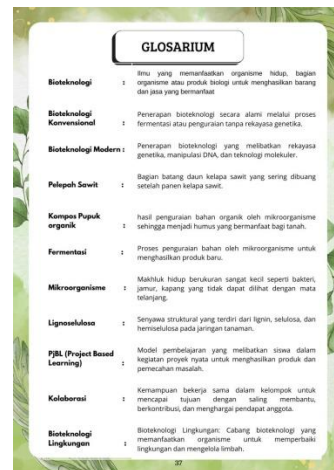 GLOSARIUM
Bioteknologi : Ilmu yang memanfaatkan organisme hidup, bagian
organisme atau produk biologi untuk menghasilkan barang
dan jasa yang bermanfaat
Bioteknologi
Konvensional : Penerapan bioteknologi secara alami melalui proses
fermentasi atau penguraian tanpa rekayasa genetika.
Bioteknologi Modern : Penerapan bioteknologi yang melibatkan rekayasa
genetika, manipulasi DNA, dan teknologi molekuler.
Pelepah Sawit : Bagian batang daun kelapa sawit yang sering dibuang
setelah panen kelapa sawit.
Kompos Pupuk
organik : hasil penguraian bahan organik oleh mikroorganisme
sehingga menjadi humus yang bermanfaat bagi tanah.
Fermentasi : Proses penguraian bahan oleh mikroorganisme untuk
menghasilkan produk baru.
Mikroorganisme : Makhluk hidup berukuran sangat kecil seperti bakteri,
jamur, kapang yang tidak dapat dilihat dengan mata
telanjang.
Lignoselulosa : Senyawa struktural yang terdiri dari lignin, selulosa, dan
hemiselulosa pada jaringan tanaman.
PjBL (Project Based
Learning) : Model pembelajaran yang melibatkan siswa dalam
kegiatan proyek nyata untuk menghasilkan produk dan
pemecahan masalah.
Kolaborasi : Kemampuan bekerja sama dalam kelompok untuk
mencapai tujuan dengan saling membantu,
berkontribusi, dan menghargai pendapat anggota.
Bioteknologi
Lingkungan : Bioteknologi Lingkungan: Cabang bioteknologi yang
memanfaatkan organisme untuk memperbaiki
lingkungan dan mengelola limbah.
37